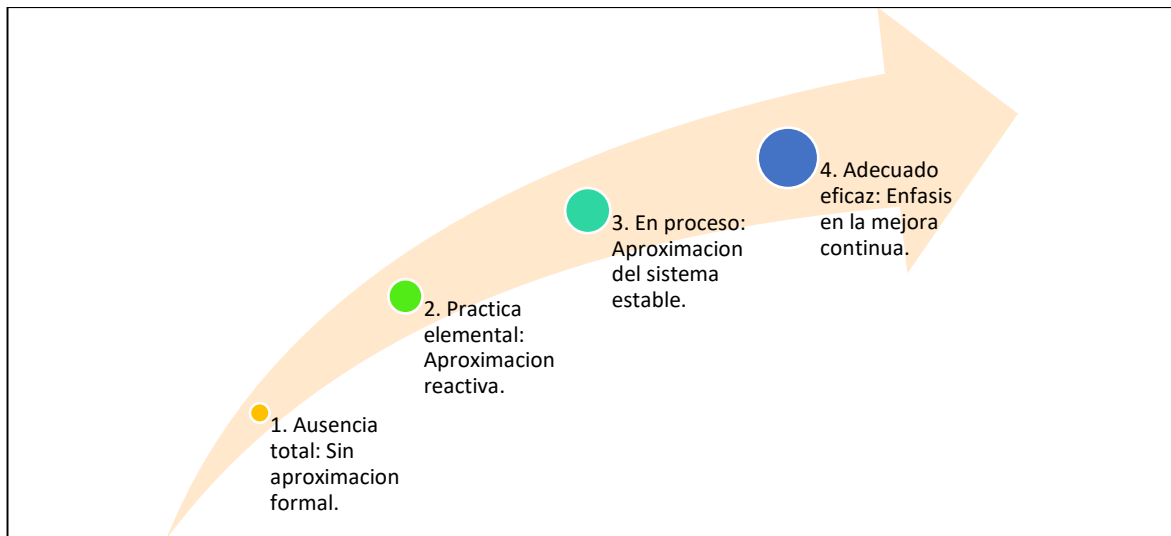 1. Ausencia
total: Sin
aproximacion
formal.
2. Practica
elemental:
Aproximacion
reactiva.
3. En proceso:
Aproximacion
del sistema
estable.
4. Adecuado
eficaz: Enfasis
en la mejora
continua.